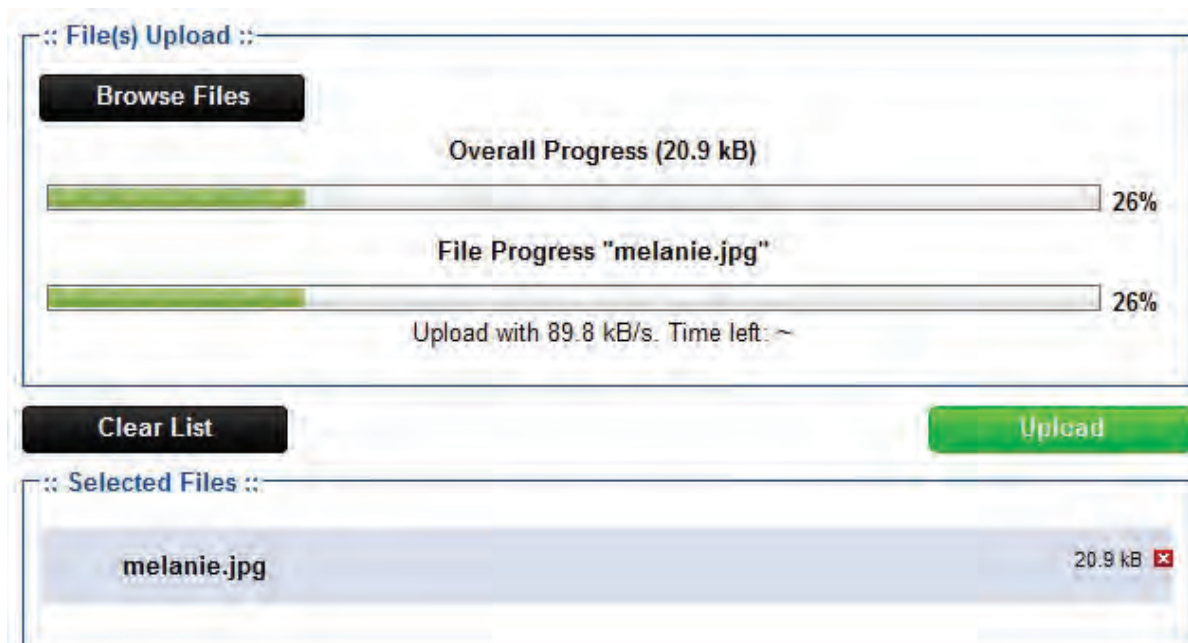 :: File(s) Upload ::
Browse Files
Overall Progress (20.9 kB)
26%
File Progress "melanie.jpg"
26%
Upload with 89.8 kB/s. Time left: ~
Clear List
Upload
:: Selected Files ::
melanie.jpg
20.9 kB